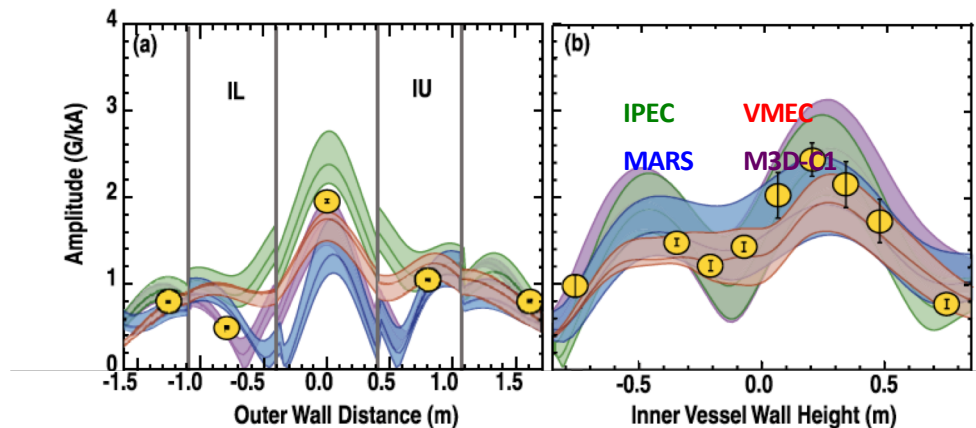 (a)
(b)
IL
IU
IPEC VMEC
MARS M3D-C1
Amplitude (G/kA)
4
3
2
1
0
-1.5 -1.0 -0.5 0.0 0.5 1.0 1.5
-0.5 0.0 0.5
Outer Wall Distance (m)
Inner Vessel Wall Height (m)